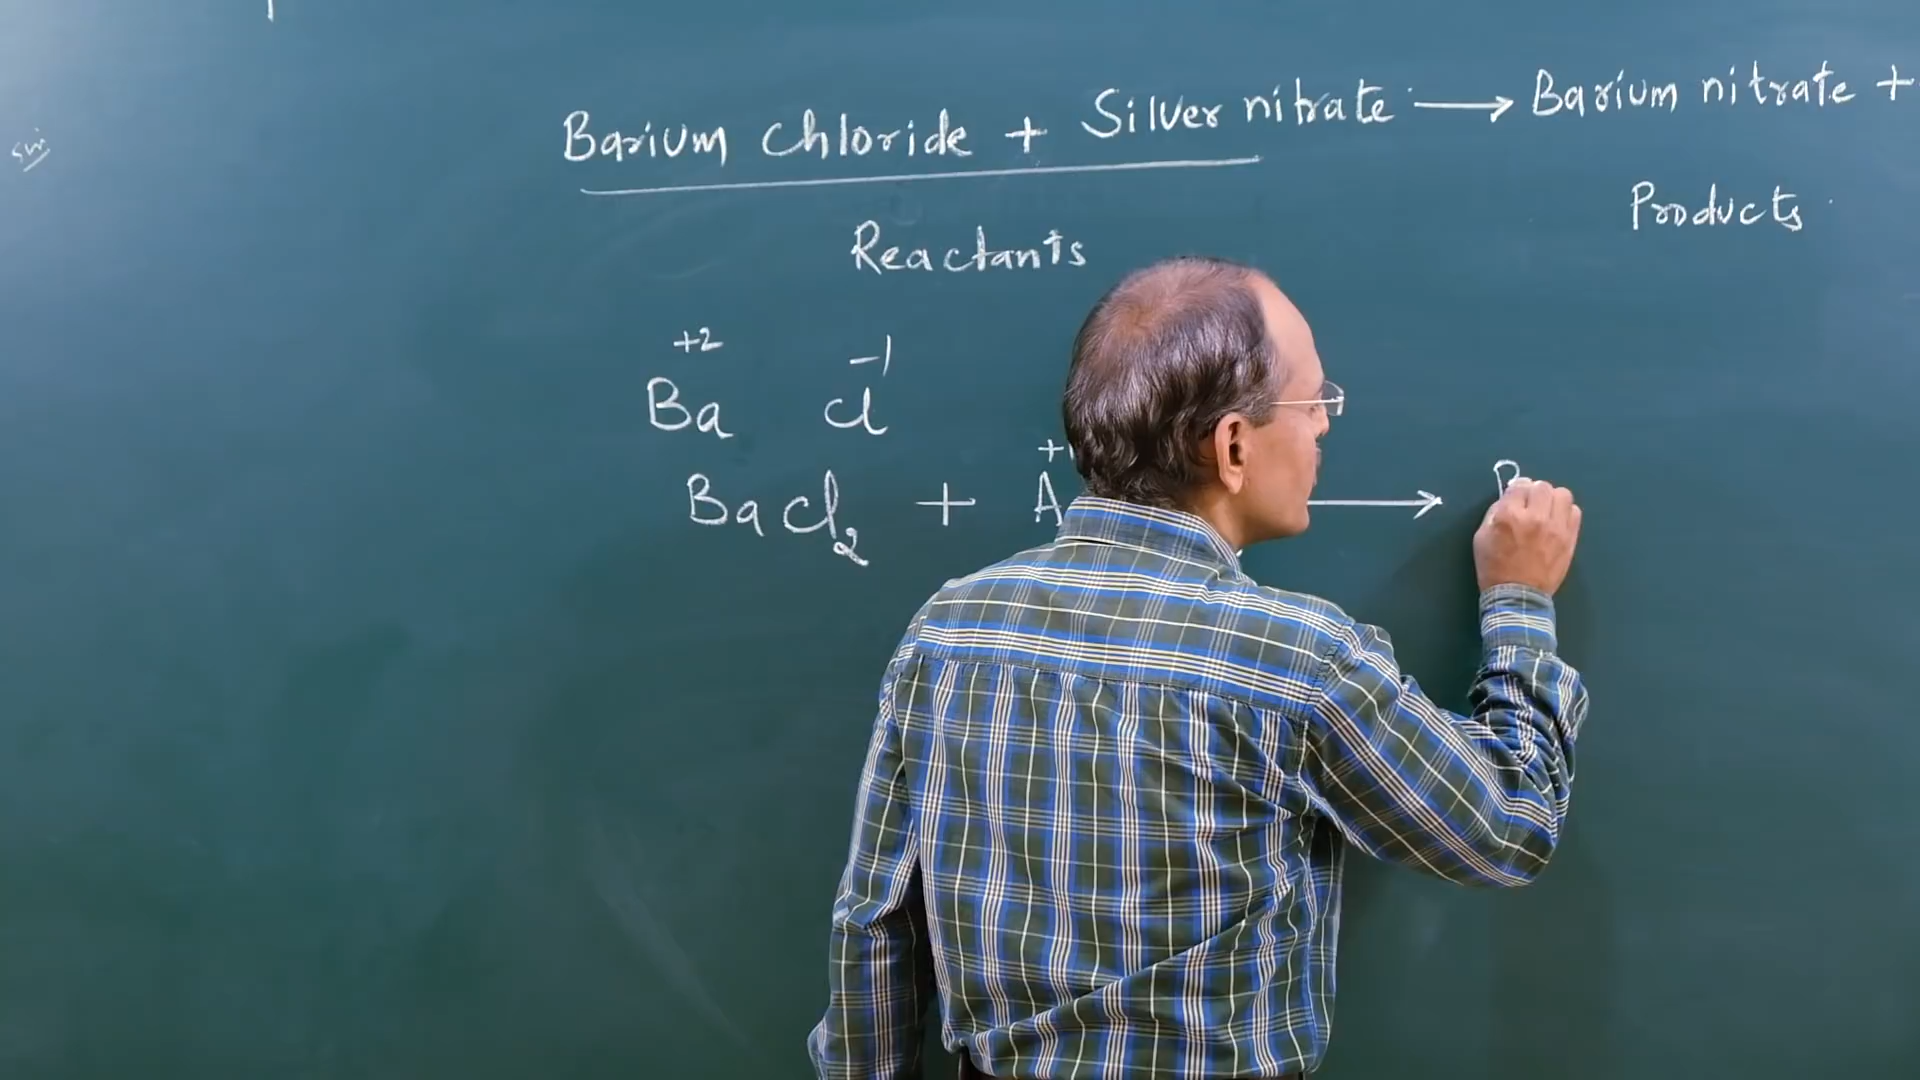 Barium chloride + Silver nitrate → Barium nitrate +
Products
Reactants
+2 -1
Ba Cl
+
BaCl₂ + A → B